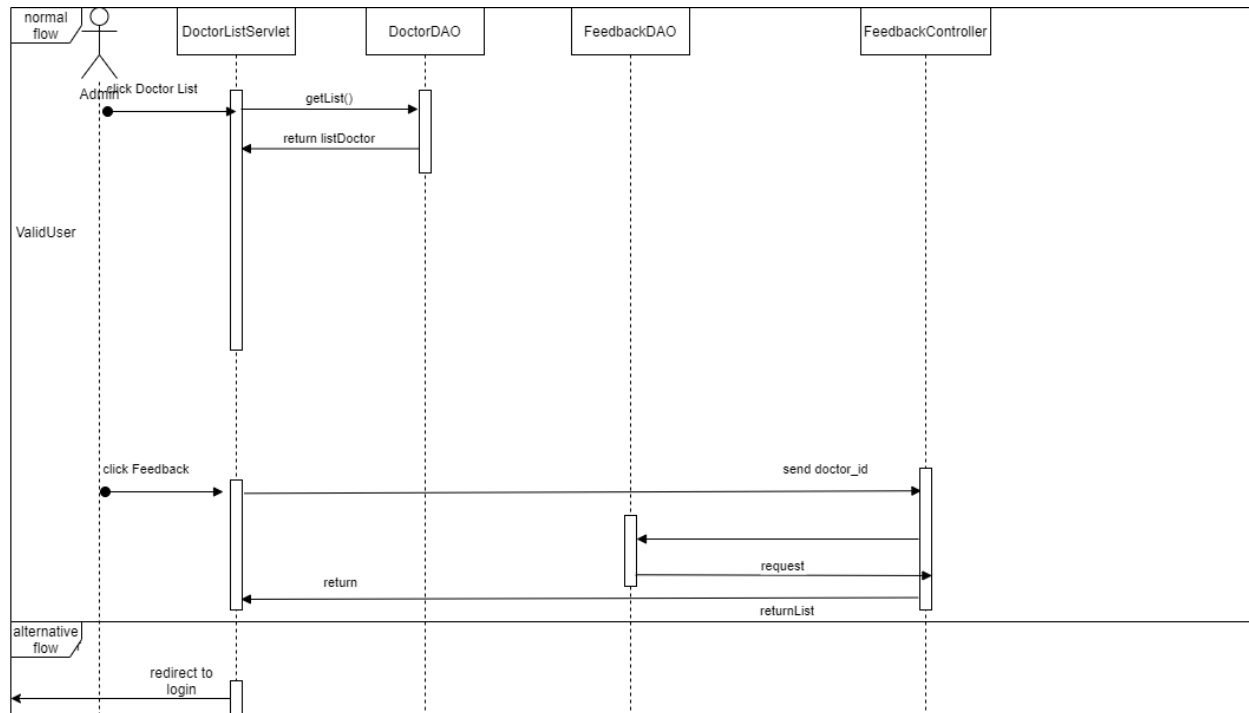 normal
flow
DoctorListServlet
DoctorDAO
FeedbackDAO
FeedbackController
Admin
click Doctor List
getList()
return listDoctor
ValidUser
click Feedback
send doctor_id
request
return
returnList
alternative
flow
redirect to
login